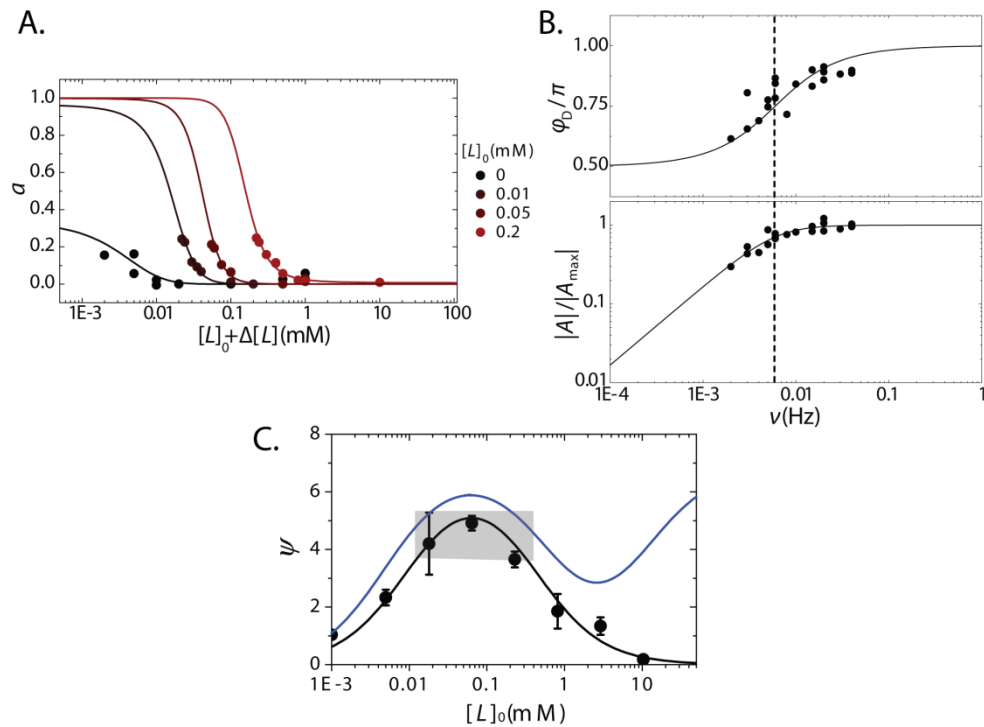 A.
1.0
0.8
0.6
0.4
0.2
0.0
a
1E-3
0.01
0.1
1
10
100
[L]₀+Δ[L](mM)
[L]₀(mM)
0
0.01
0.05
0.2
B.
1.00
0.75
0.50
φ_D/π
1
0.1
0.01
|A|/|A_max|
1E-4
1E-3
0.01
0.1
1
ν(Hz)
C.
8
6
4
2
0
ψ
1E-3
0.01
0.1
1
10
[L]₀(mM)